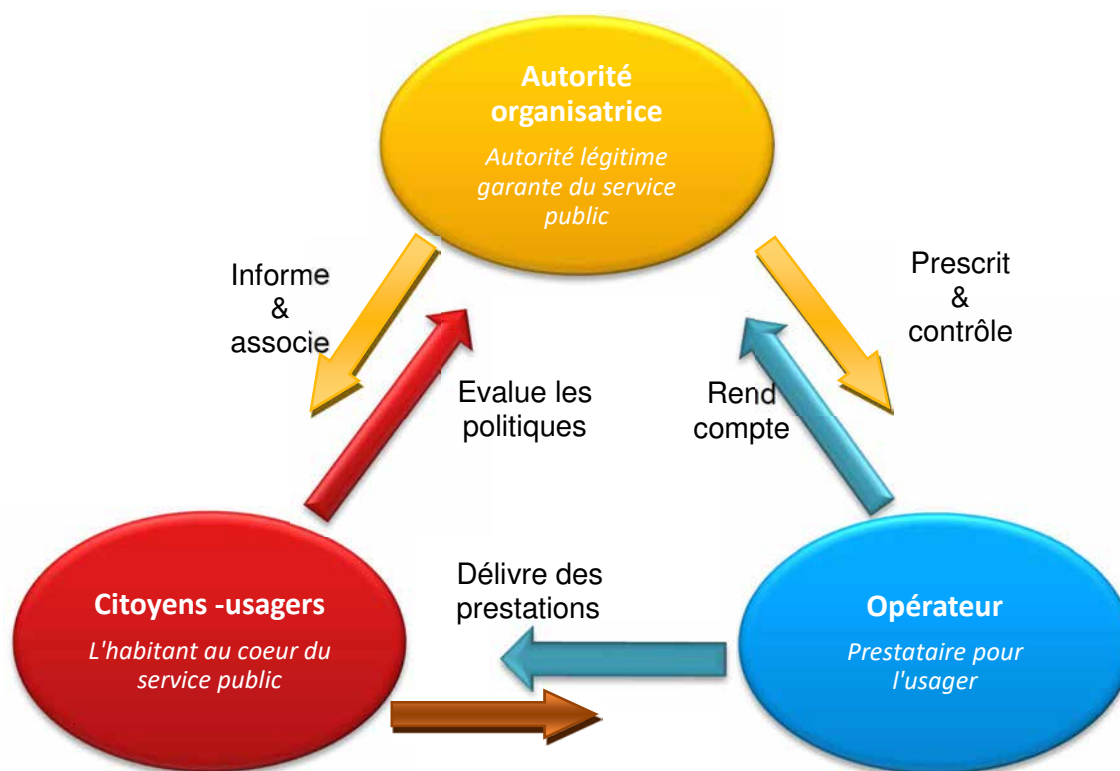 Autorité
organisatrice
Autorité légitime
garante du service
public
Informe
&
associe
Prescrit
&
contrôle
Evalue les
politiques
Rend
compte
Citoyens -usagers
L'habitant au coeur du
service public
Délivre des
prestations
Opérateur
Prestataire pour
l'usager